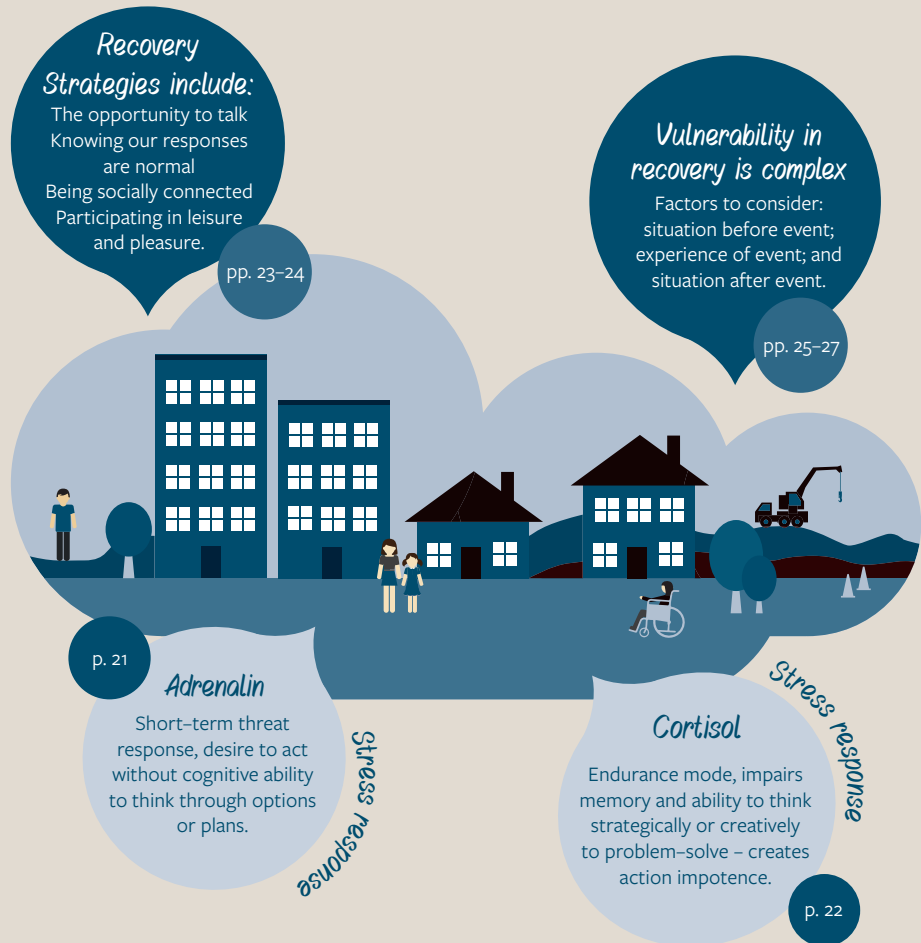 Recovery
Strategies include:
The opportunity to talk
Knowing our responses
are normal
Being socially connected
Participating in leisure
and pleasure.
pp. 23–24
Vulnerability in
recovery is complex
Factors to consider:
situation before event;
experience of event; and
situation after event.
pp. 25–27
p. 21
Adrenalin
Short–term threat
response, desire to act
without cognitive ability
to think through options
or plans.
Stress response
Cortisol
Endurance mode, impairs
memory and ability to think
strategically or creatively
to problem–solve – creates
action impotence.
Stress response
p. 22